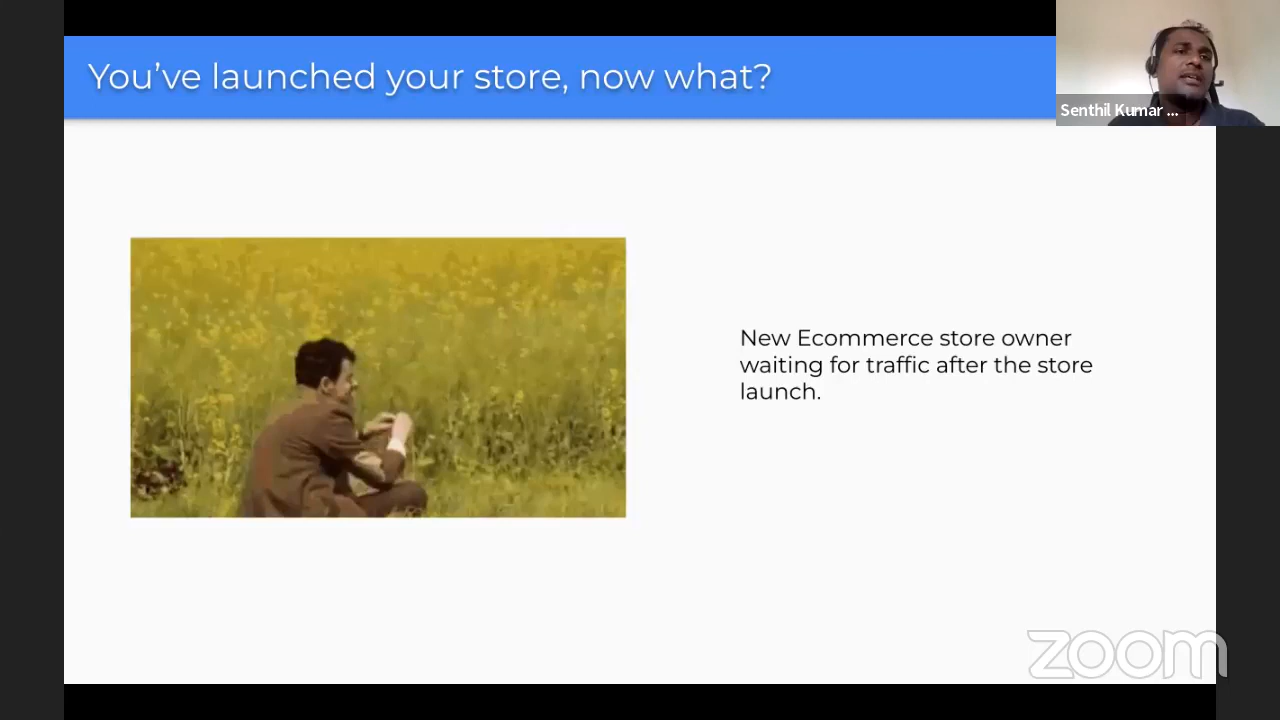 You’ve launched your store, now what?
Senthil Kumar ...
New Ecommerce store owner
waiting for traffic after the store
launch.
zoom